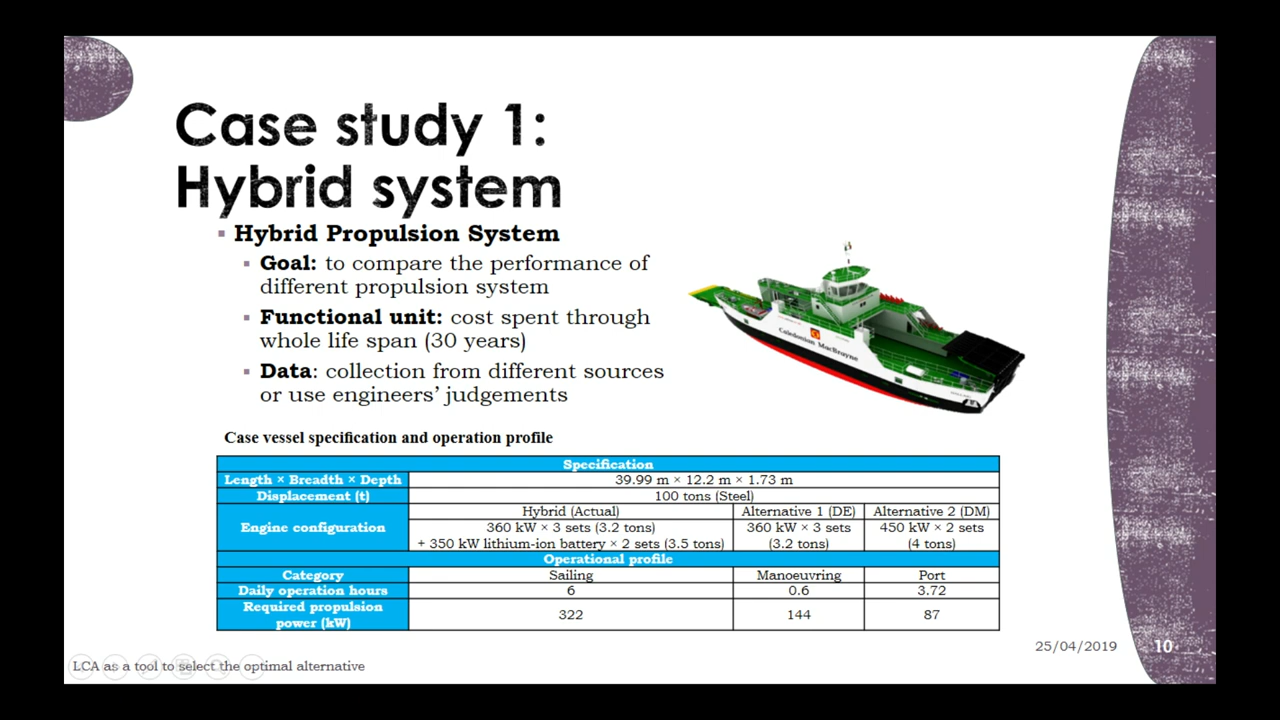 Case study 1:
Hybrid system
▪ Hybrid Propulsion System
▪ Goal: to compare the performance of
different propulsion system
▪ Functional unit: cost spent through
whole life span (30 years)
▪ Data: collection from different sources
or use engineers’ judgements
Caledonian MacBrayne
Case vessel specification and operation profile
Specification
Length × Breadth × Depth 39.99 m × 12.2 m × 1.73 m
Displacement (t) 100 tons (Steel)
Engine configuration
Hybrid (Actual) Alternative 1 (DE) Alternative 2 (DM)
360 kW × 3 sets (3.2 tons) 360 kW × 3 sets 450 kW × 2 sets
+ 350 kW lithium-ion battery × 2 sets (3.5 tons) (3.2 tons) (4 tons)
Operational profile
Category Sailing Manoeuvring Port
Daily operation hours 6 0.6 3.72
Required propulsion
power (kW) 322 144 87
25/04/2019 10
LCA as a tool to select the optimal alternative